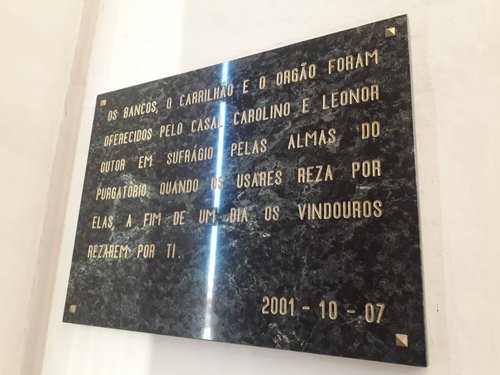 OS BANCOS, O CARRILHÃO E O ORGÃO FORAM
OFERECIDOS PELO CASAL CAROLINO E LEONOR
OUTOR EM SUFRÁGIO PELAS ALMAS DO
PURGATÓRIO. QUANDO OS USARES REZA POR
ELAS, A FIM DE UM DIA OS VINDOUROS
REZAREM POR TI.
2001 - 10 - 07